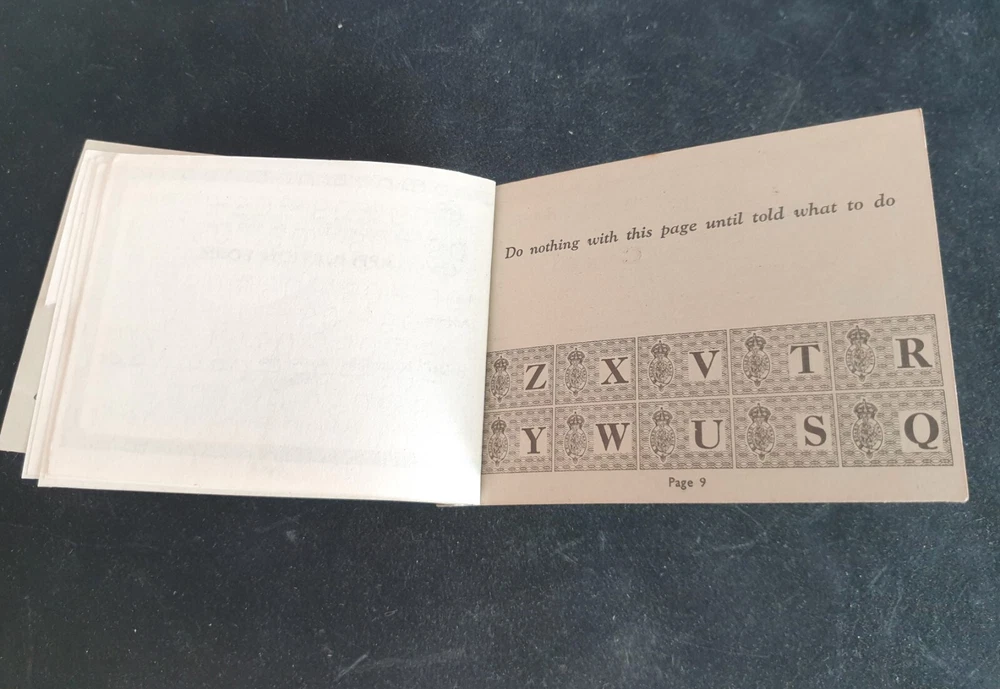 Do nothing with this page until told what to do
Z X V T R
Y W U S Q
Page 9